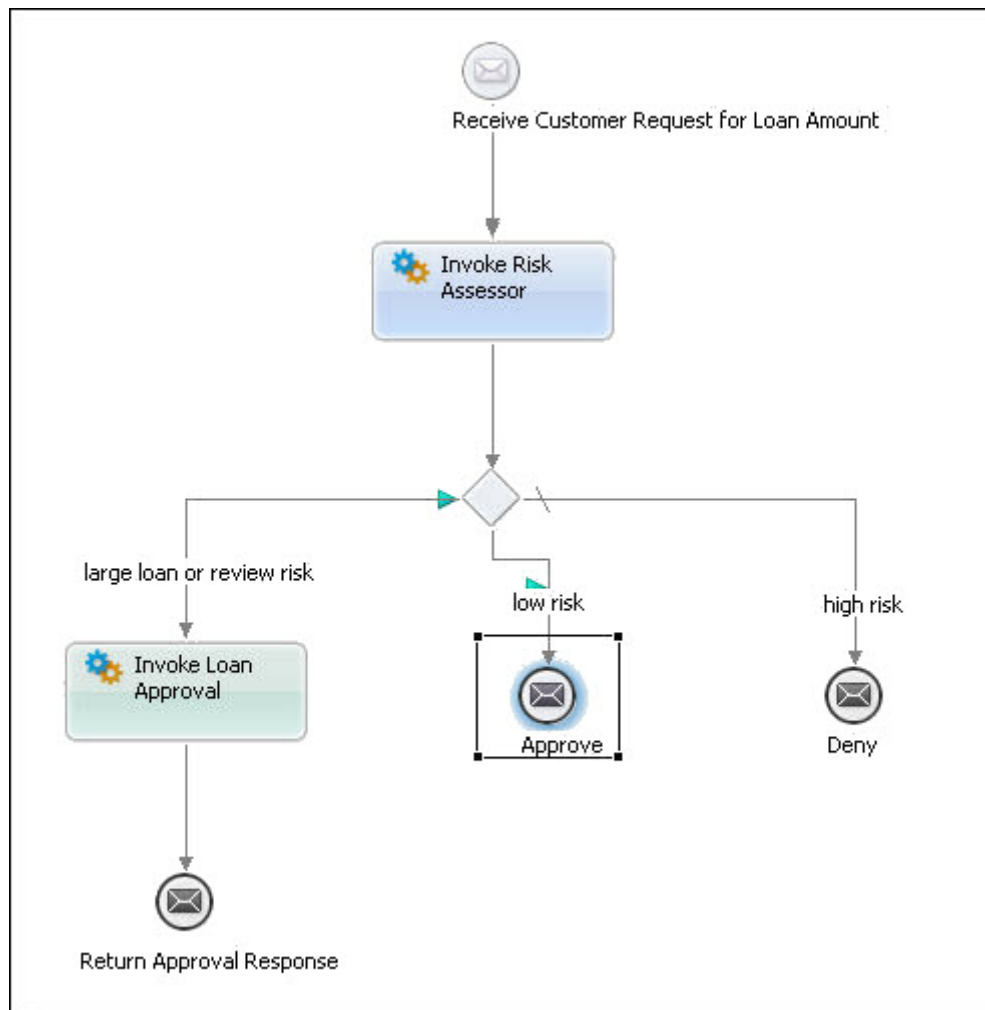 Receive Customer Request for Loan Amount
Invoke Risk
Assessor
large loan or review risk
low risk
high risk
Invoke Loan
Approval
Approve
Deny
Return Approval Response